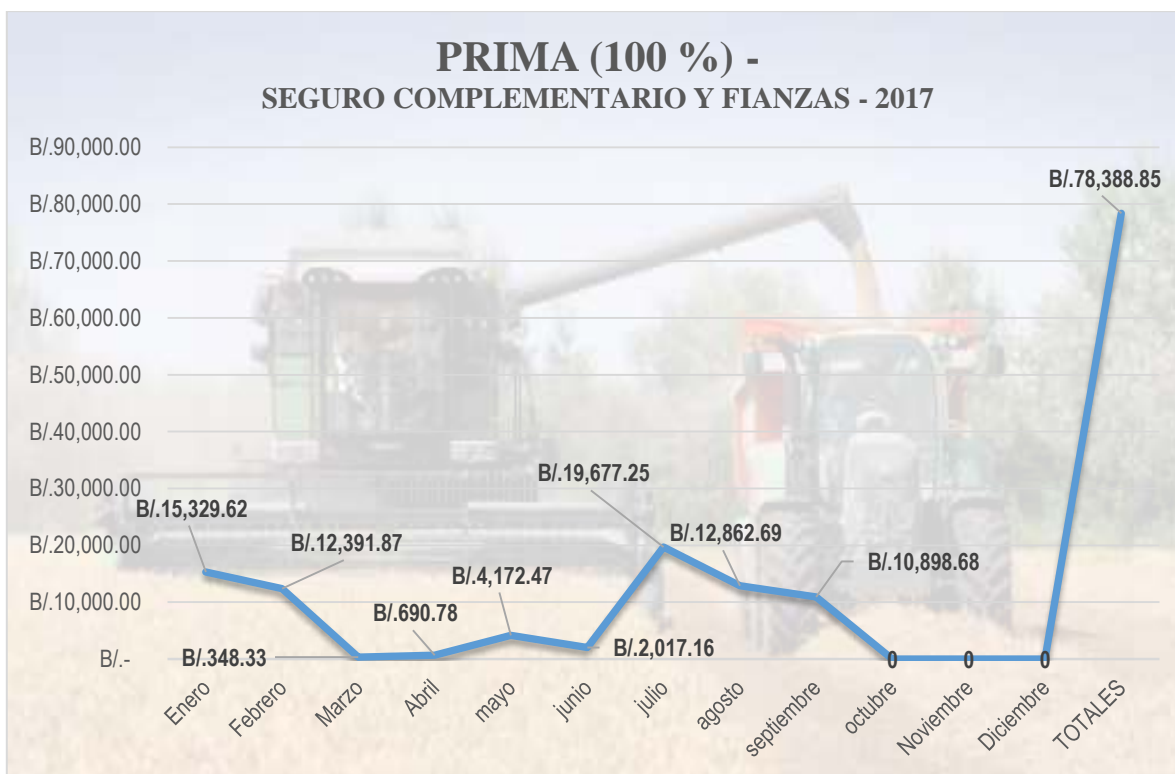 PRIMA (100 %) -
SEGURO COMPLEMENTARIO Y FIANZAS - 2017
B/.90,000.00
B/.80,000.00
B/.70,000.00
B/.60,000.00
B/.50,000.00
B/.40,000.00
B/.30,000.00
B/.20,000.00
B/.10,000.00
B/.-
B/.15,329.62
B/.12,391.87
B/.348.33
B/.690.78
B/.4,172.47
B/.2,017.16
B/.19,677.25
B/.12,862.69
B/.10,898.68
0
0
0
B/.78,388.85
Enero
Febrero
Marzo
Abril
mayo
junio
julio
agosto
septiembre
octubre
Noviembre
Diciembre
TOTALES